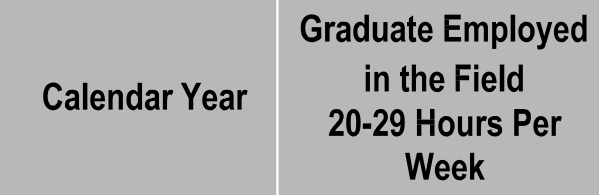 Calendar Year
Graduate Employed
in the Field
20-29 Hours Per
Week